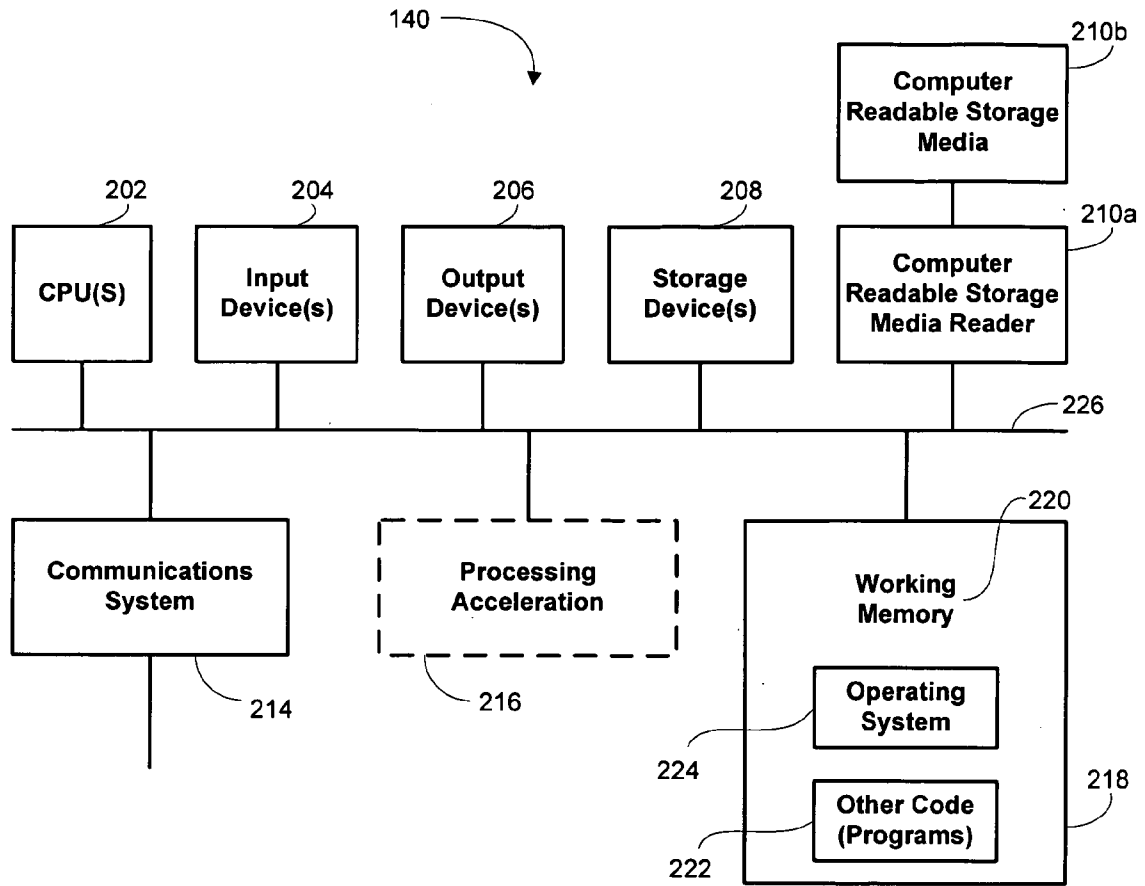 140
210b
Computer
Readable Storage
Media
202
204
206
208
210a
CPU(S)
Input
Device(s)
Output
Device(s)
Storage
Device(s)
Computer
Readable Storage
Media Reader
226
220
Communications
System
Processing
Acceleration
Working
Memory
214
216
Operating
System
224
218
Other Code
(Programs)
222